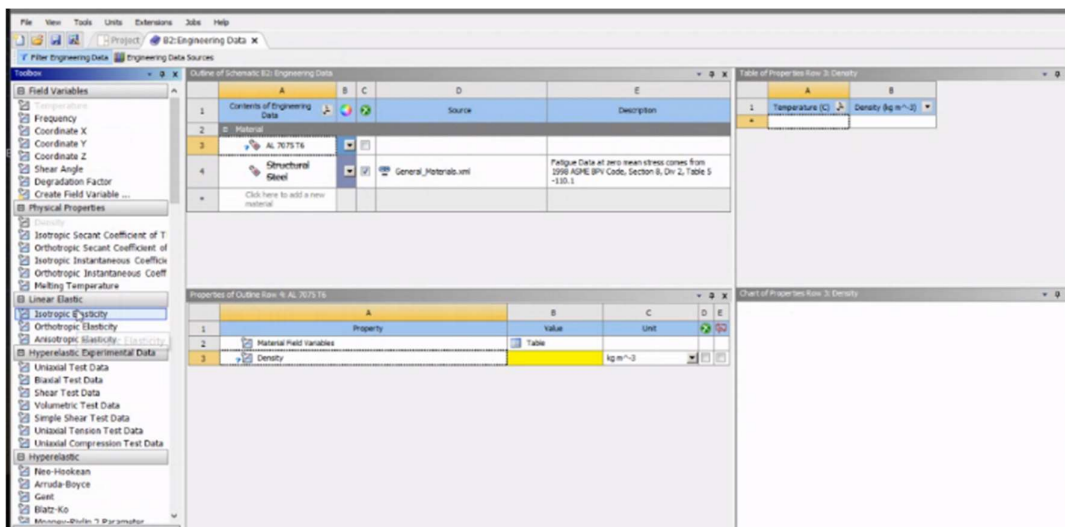 File View Tools Units Extensions Jobs Help
Project B2:Engineering Data
Filter Engineering Data Engineering Data Sources
Toolbox
Field Variables
Temperature
Frequency
Coordinate X
Coordinate Y
Coordinate Z
Shear Angle
Degradation Factor
Create Field Variable ...
Physical Properties
Density
Isotropic Secant Coefficient of T
Orthotropic Secant Coefficient of
Isotropic Instantaneous Coefficie
Orthotropic Instantaneous Coeff
Melting Temperature
Linear Elastic
Isotropic Elasticity
Orthotropic Elasticity
Anisotropic Elasticity
Hyperelastic Experimental Data
Uniaxial Test Data
Biaxial Test Data
Shear Test Data
Volumetric Test Data
Simple Shear Test Data
Uniaxial Tension Test Data
Uniaxial Compression Test Data
Hyperelastic
Neo-Hookean
Arruda-Boyce
Gent
Blatz-Ko
Mooney-Rivlin 2 Parameter
Outline of Schematic B2: Engineering Data
A B C D E
1 Contents of Engineering Data Source Description
2 Material
3 AL 7075 T6
4 Structural Steel General_Materials.xml Fatigue Data at zero mean stress comes from
1998 ASME BPV Code, Section 8, Div 2, Table 5
-110.1
* Click here to add a new
material
Properties of Outline Row 4: AL 7075 T6
A B C D E
1 Property Value Unit
2 Material Field Variables Table
3 Density kg m^-3
Table of Properties Row 3: Density
A B
1 Temperature (C) Density (kg m^-3)
*
Chart of Properties Row 3: Density